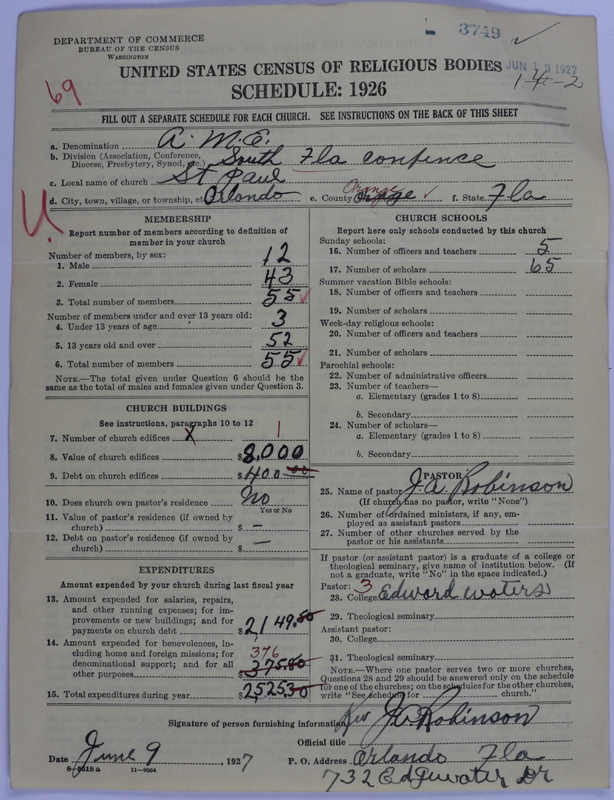 3749
DEPARTMENT OF COMMERCE
BUREAU OF THE CENSUS
WASHINGTON
JUN 13 1927
UNITED STATES CENSUS OF RELIGIOUS BODIES
1-4-2
69
SCHEDULE: 1926
FILL OUT A SEPARATE SCHEDULE FOR EACH CHURCH. SEE INSTRUCTIONS ON THE BACK OF THIS SHEET
a. Denomination A. M. E.
b. Division (Association, Conference, Diocese, Presbytery, Synod, etc.) South Fla confince
c. Local name of church St Paul
d. City, town, village, or township, etc Orlando e. County Orange f. State Fla
U.
MEMBERSHIP
Report number of members according to definition of
member in your church
Number of members, by sex:
1. Male 12
2. Female 43
3. Total number of members 55
Number of members under and over 13 years old:
4. Under 13 years of age 3
5. 13 years old and over 52
6. Total number of members 55
NOTE.—The total given under Question 6 should be the
same as the total of males and females given under Question 3.
CHURCH BUILDINGS
See instructions, paragraphs 10 to 12
7. Number of church edifices X 1
8. Value of church edifices $ 8,000
9. Debt on church edifices $ 400 00
10. Does church own pastor's residence No
Yes or No
11. Value of pastor's residence (if owned by
church) $ —
12. Debt on pastor's residence (if owned by
church) $ —
EXPENDITURES
Amount expended by your church during last fiscal year
13. Amount expended for salaries, repairs,
and other running expenses; for im-
provements or new buildings; and for
payments on church debt $ 2,149.50
14. Amount expended for benevolences, in-
cluding home and foreign missions; for
denominational support; and for all
other purposes $ 375.80
376
15. Total expenditures during year $ 2,525.30
CHURCH SCHOOLS
Report here only schools conducted by this church
Sunday schools:
16. Number of officers and teachers 5
17. Number of scholars 65
Summer vacation Bible schools:
18. Number of officers and teachers
19. Number of scholars
Week-day religious schools:
20. Number of officers and teachers
21. Number of scholars
Parochial schools:
22. Number of administrative officers
23. Number of teachers—
a. Elementary (grades 1 to 8)
b. Secondary
24. Number of scholars—
a. Elementary (grades 1 to 8)
b. Secondary
PASTOR
25. Name of pastor J. A. Robinson
(If church has no pastor, write "None")
26. Number of ordained ministers, if any, em-
ployed as assistant pastors
27. Number of other churches served by the
pastor or his assistants
If pastor (or assistant pastor) is a graduate of a college or
theological seminary, give name of institution below. (If
not a graduate, write "No" in the space indicated.)
Pastor: 3
28. College Edward Waters
29. Theological seminary
Assistant pastor:
30. College
31. Theological seminary
NOTE.—Where one pastor serves two or more churches,
Questions 28 and 29 should be answered only on the schedule
for one of the churches; on the schedules for the other churches,
write "See schedule for church."
Signature of person furnishing information Rev J. A. Robinson
Official title
Date June 9, 1927 P. O. Address Orlando Fla
8-5518 a 11-9024
732 Edgwater Dr